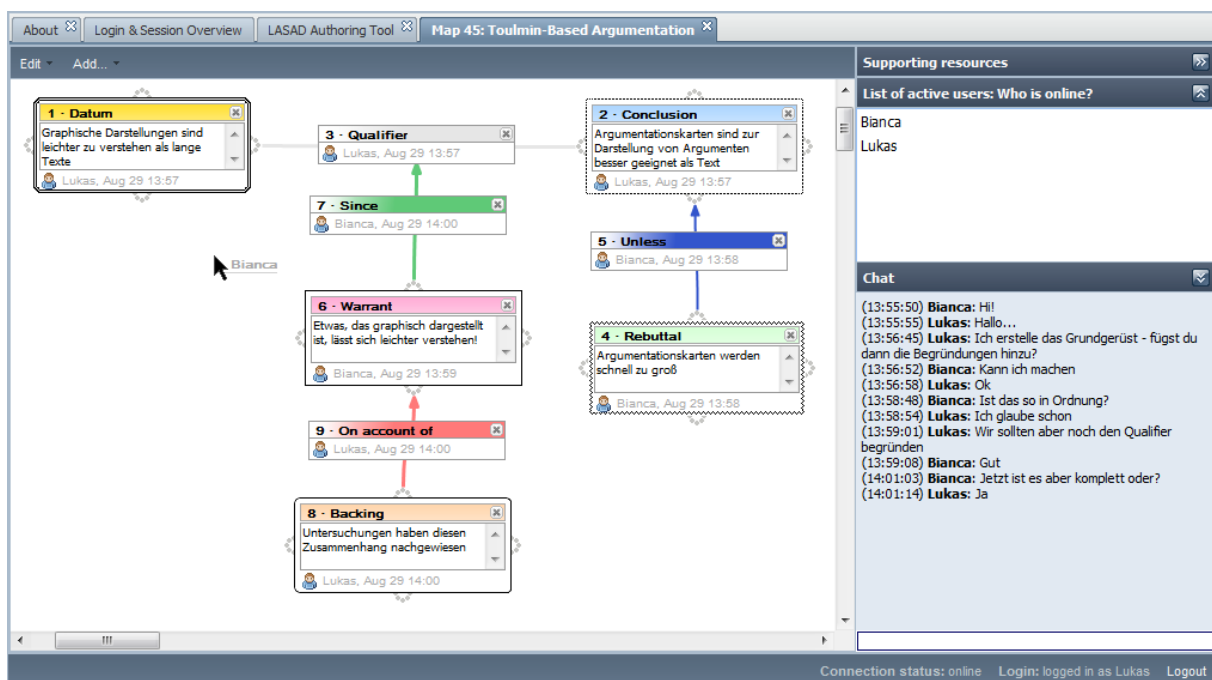 About
Login & Session Overview
LASAD Authoring Tool
Map 45: Toulmin-Based Argumentation
Edit
Add...
1 - Datum
Graphische Darstellungen sind
leichter zu verstehen als lange
Texte
Lukas, Aug 29 13:57
3 - Qualifier
Lukas, Aug 29 13:57
2 - Conclusion
Argumentationskarten sind zur
Darstellung von Argumenten
besser geeignet als Text
Lukas, Aug 29 13:57
7 - Since
Bianca, Aug 29 14:00
5 - Unless
Bianca, Aug 29 13:58
Bianca
6 - Warrant
Etwas, das graphisch dargestellt
ist, lässt sich leichter verstehen!
Bianca, Aug 29 13:59
4 - Rebuttal
Argumentationskarten werden
schnell zu groß
Bianca, Aug 29 13:58
9 - On account of
Lukas, Aug 29 14:00
8 - Backing
Untersuchungen haben diesen
Zusammenhang nachgewiesen
Lukas, Aug 29 14:00
Supporting resources
List of active users: Who is online?
Bianca
Lukas
Chat
(13:55:50) Bianca: Hi!
(13:55:55) Lukas: Hallo...
(13:56:45) Lukas: Ich erstelle das Grundgerüst - fügst du
dann die Begründungen hinzu?
(13:56:52) Bianca: Kann ich machen
(13:56:58) Lukas: Ok
(13:58:48) Bianca: Ist das so in Ordnung?
(13:58:54) Lukas: Ich glaube schon
(13:59:01) Lukas: Wir sollten aber noch den Qualifier
begründen
(13:59:08) Bianca: Gut
(14:01:03) Bianca: Jetzt ist es aber komplett oder?
(14:01:14) Lukas: Ja
Connection status: online
Login: logged in as Lukas
Logout